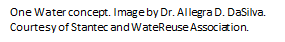 One Water concept. Image by Dr. Allegra D. DaSilva.
Courtesy of Stantec and WateReuse Association.